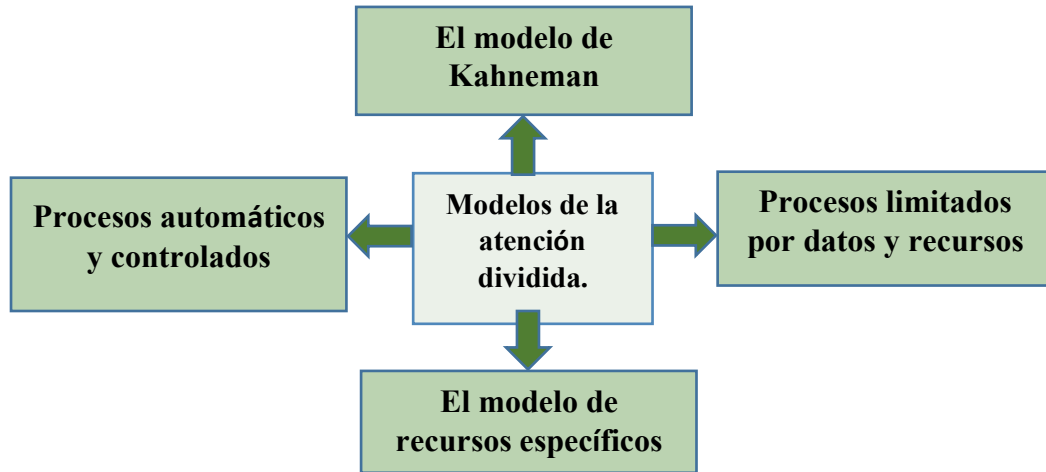 El modelo de
Kahneman
Procesos automáticos
y controlados
Modelos de la
atención
dividida.
Procesos limitados
por datos y recursos
El modelo de
recursos específicos